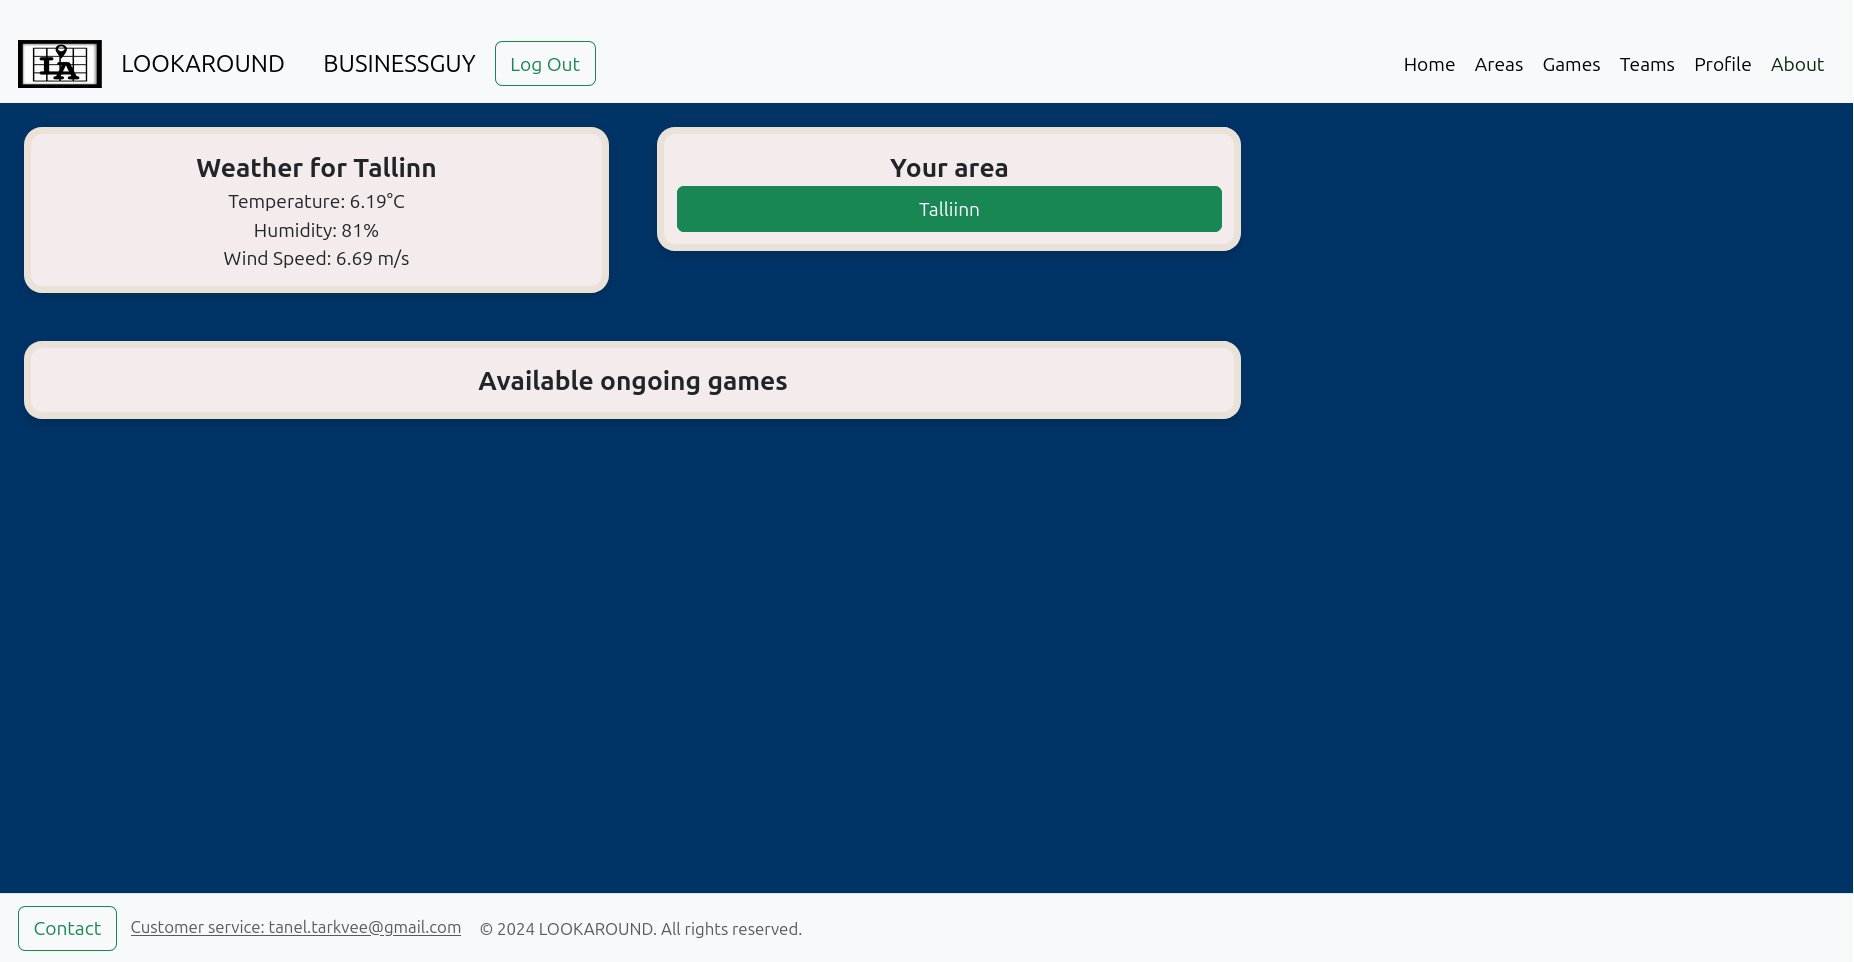 LA
LOOKAROUND
BUSINESSGUY
Log Out
Home Areas Games Teams Profile About
Weather for Tallinn
Temperature: 6.19°C
Humidity: 81%
Wind Speed: 6.69 m/s
Your area
Talliinn
Available ongoing games
Contact
Customer service: tanel.tarkvee@gmail.com
© 2024 LOOKAROUND. All rights reserved.